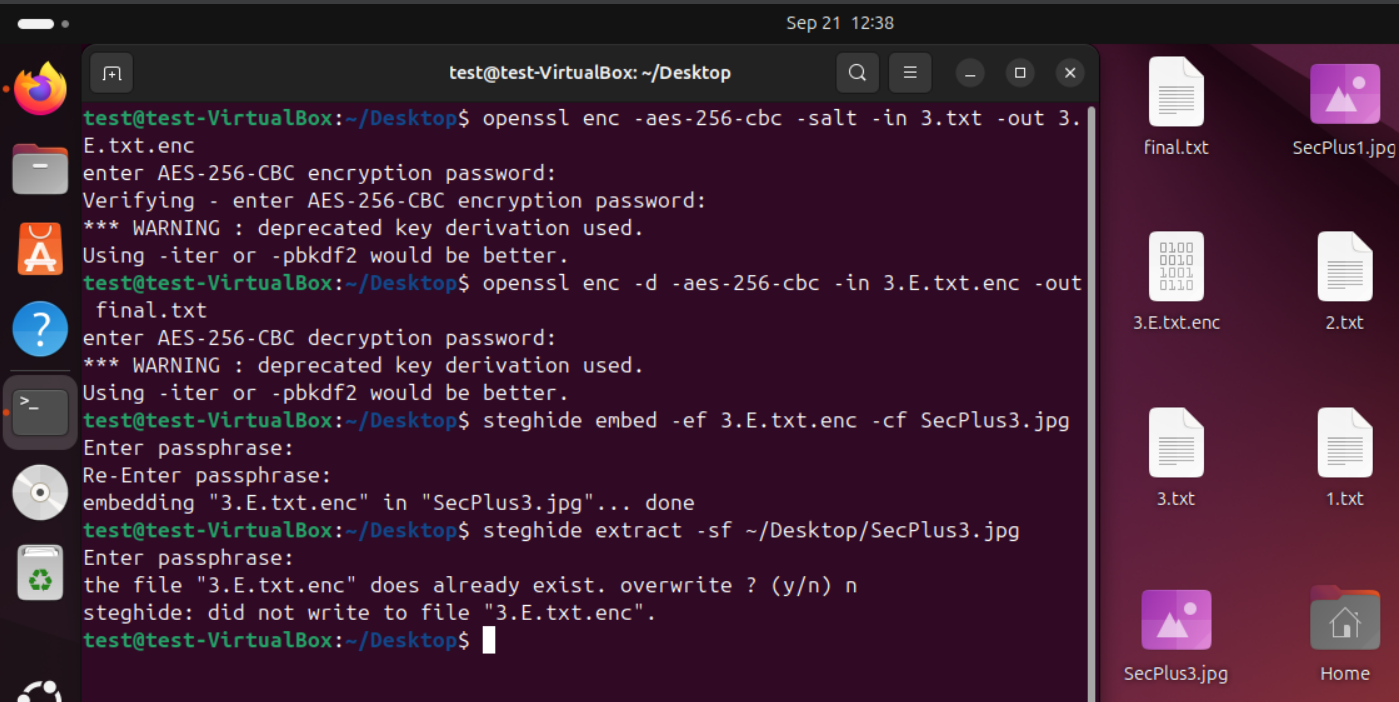 Sep 21 12:38
test@test-VirtualBox: ~/Desktop
test@test-VirtualBox:~/Desktop$ openssl enc -aes-256-cbc -salt -in 3.txt -out 3.
E.txt.enc
enter AES-256-CBC encryption password:
Verifying - enter AES-256-CBC encryption password:
*** WARNING : deprecated key derivation used.
Using -iter or -pbkdf2 would be better.
test@test-VirtualBox:~/Desktop$ openssl enc -d -aes-256-cbc -in 3.E.txt.enc -out
 final.txt
enter AES-256-CBC decryption password:
*** WARNING : deprecated key derivation used.
Using -iter or -pbkdf2 would be better.
test@test-VirtualBox:~/Desktop$ steghide embed -ef 3.E.txt.enc -cf SecPlus3.jpg
Enter passphrase:
Re-Enter passphrase:
embedding "3.E.txt.enc" in "SecPlus3.jpg"... done
test@test-VirtualBox:~/Desktop$ steghide extract -sf ~/Desktop/SecPlus3.jpg
Enter passphrase:
the file "3.E.txt.enc" does already exist. overwrite ? (y/n) n
steghide: did not write to file "3.E.txt.enc".
test@test-VirtualBox:~/Desktop$
final.txt
SecPlus1.jpg
0100
0010
1001
0110
3.E.txt.enc
2.txt
3.txt
1.txt
SecPlus3.jpg
Home